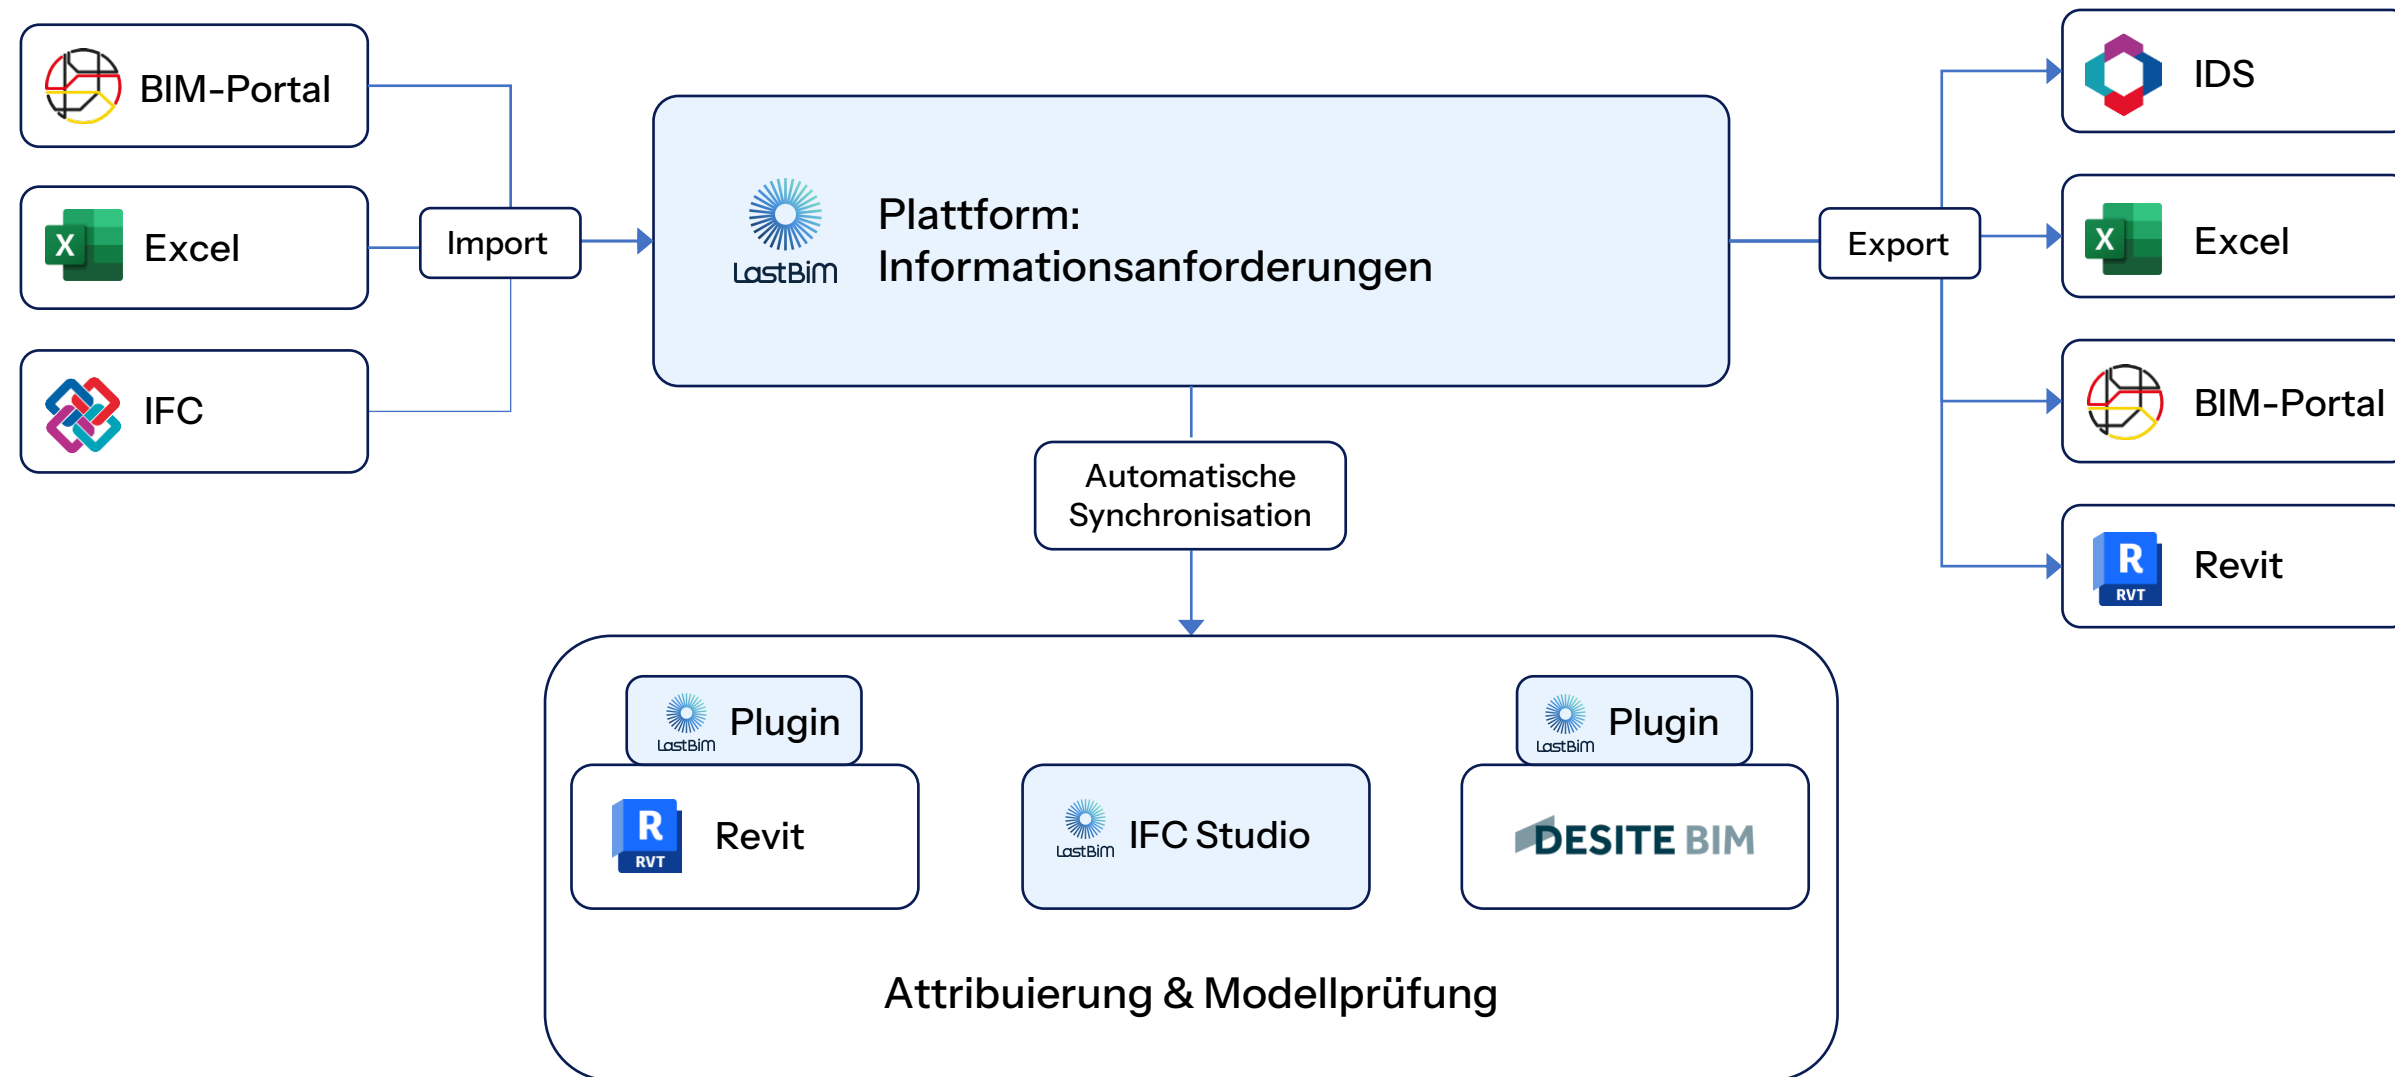 BIM-Portal
Excel
IFC
Import
LastBiM
Plattform:
Informationsanforderungen
Export
IDS
X
Excel
BIM-Portal
R
RVT
Revit
X
Automatische
Synchronisation
LastBiM
Plugin
R
RVT
Revit
LastBiM
IFC Studio
LastBiM
Plugin
DESITE BIM
Attribuierung & Modellprüfung